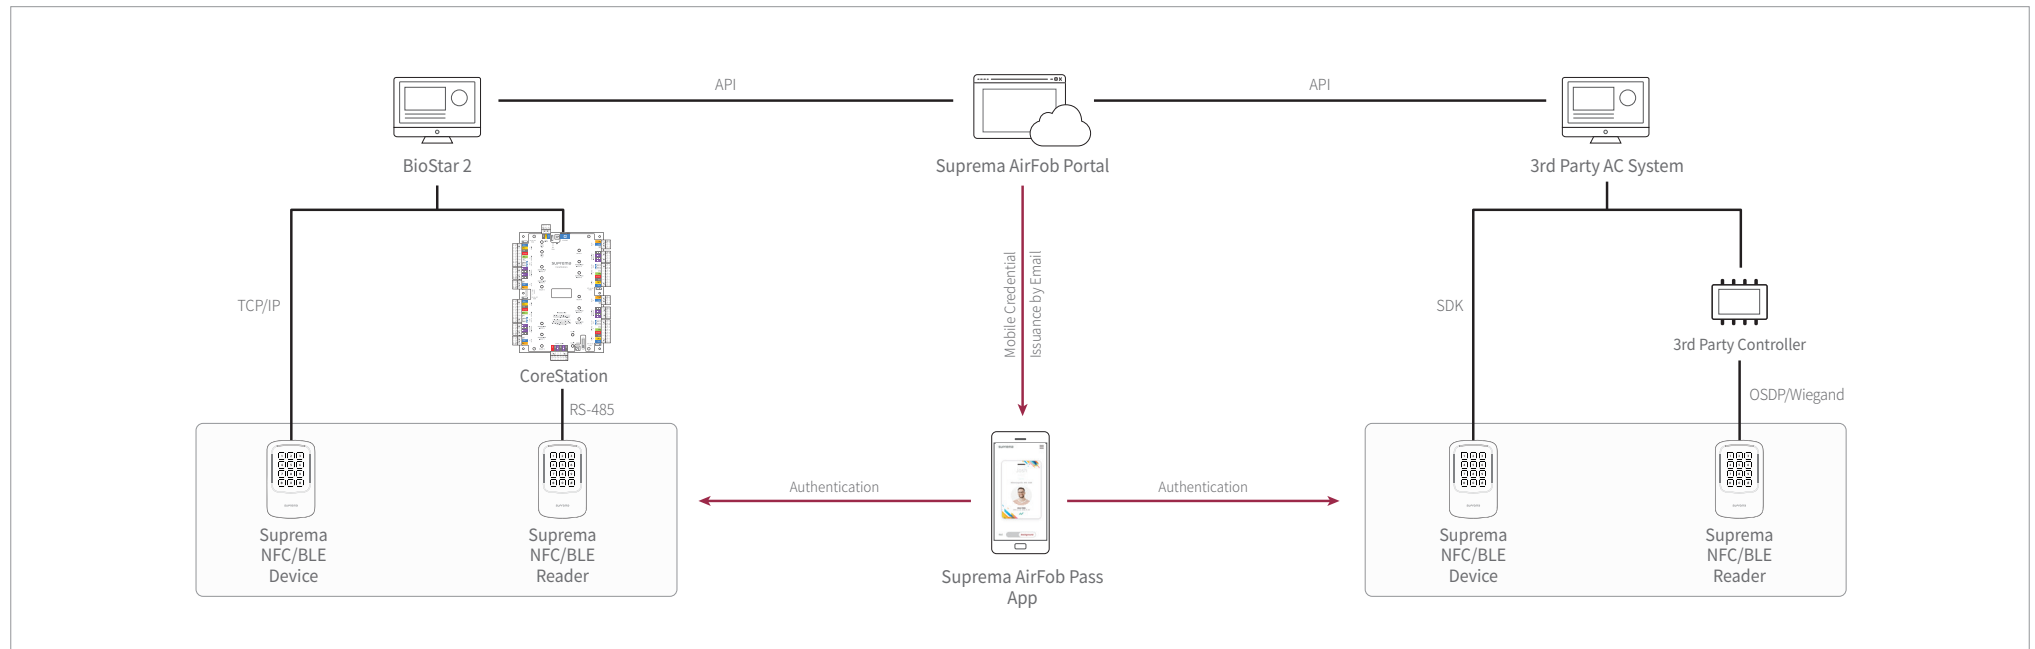 API
API
BioStar 2
Suprema AirFob Portal
3rd Party AC System
suprema
TCP/IP
Mobile Credential
Issuance by Email
SDK
3rd Party Controller
CoreStation
RS-485
OSDP/Wiegand
Authentication
Authentication
Suprema
NFC/BLE
Device
Suprema
NFC/BLE
Reader
Suprema AirFob Pass
App
Suprema
NFC/BLE
Device
Suprema
NFC/BLE
Reader